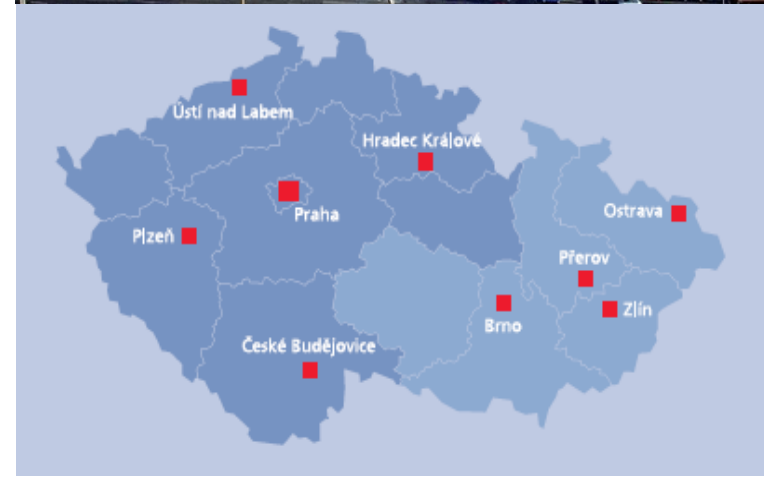 Ústí nad Labem
Hradec Králové
Praha
Ostrava
Plzeň
Přerov
Zlín
Brno
České Budějovice